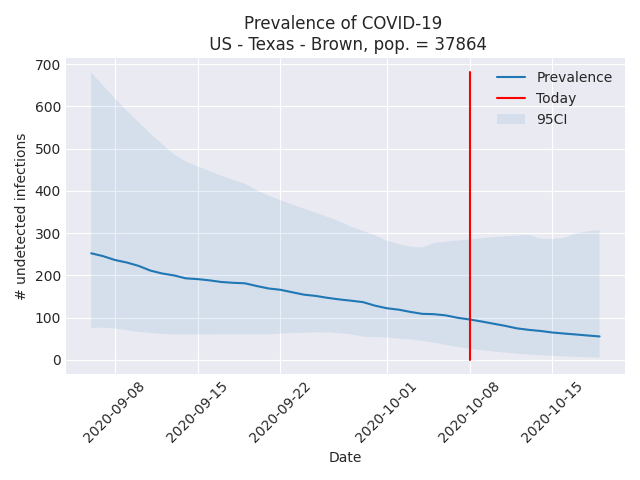 Prevalence of COVID-19
US - Texas - Brown, pop. = 37864
Prevalence
Today
95CI
# undetected infections
700
600
500
400
300
200
100
0
2020-09-08
2020-09-15
2020-09-22
2020-10-01
2020-10-08
2020-10-15
Date